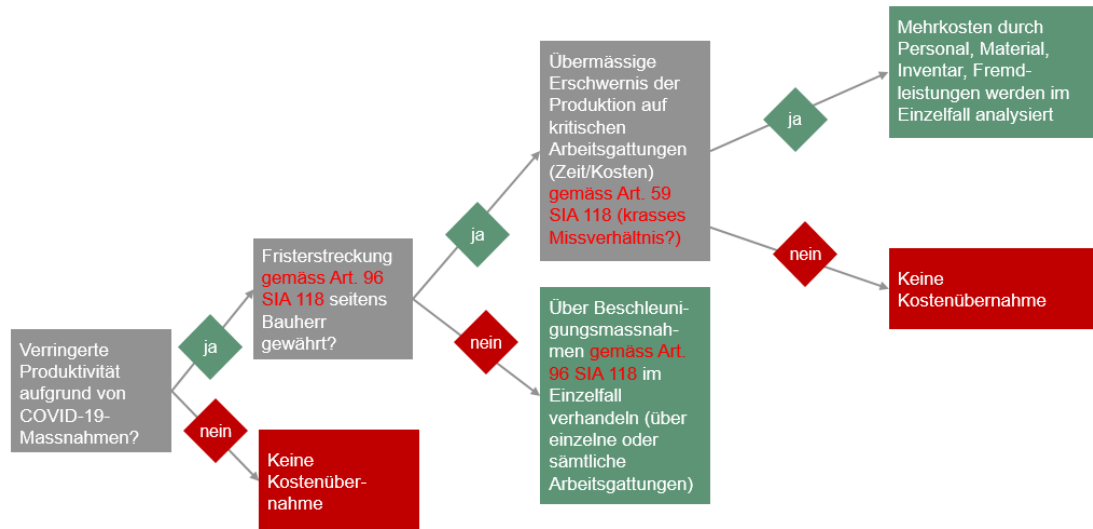 Verringerte
Produktivität
aufgrund von
COVID-19-
Massnahmen?
ja
nein
Fristerstreckung
gemäss Art. 96
SIA 118 seitens
Bauherr
gewährt?
Keine
Kostenüber-
nahme
ja
nein
Übermässige
Erschwernis der
Produktion auf
kritischen
Arbeitsgattungen
(Zeit/Kosten)
gemäss Art. 59
SIA 118 (krasses
Missverhältnis?)
Über Beschleuni-
gungsmassnah-
men gemäss Art.
96 SIA 118 im
Einzelfall
verhandeln (über
einzelne oder
sämtliche
Arbeitsgattungen)
ja
nein
Mehrkosten durch
Personal, Material,
Inventar, Fremd-
leistungen werden im
Einzelfall analysiert
Keine
Kostenübernahme